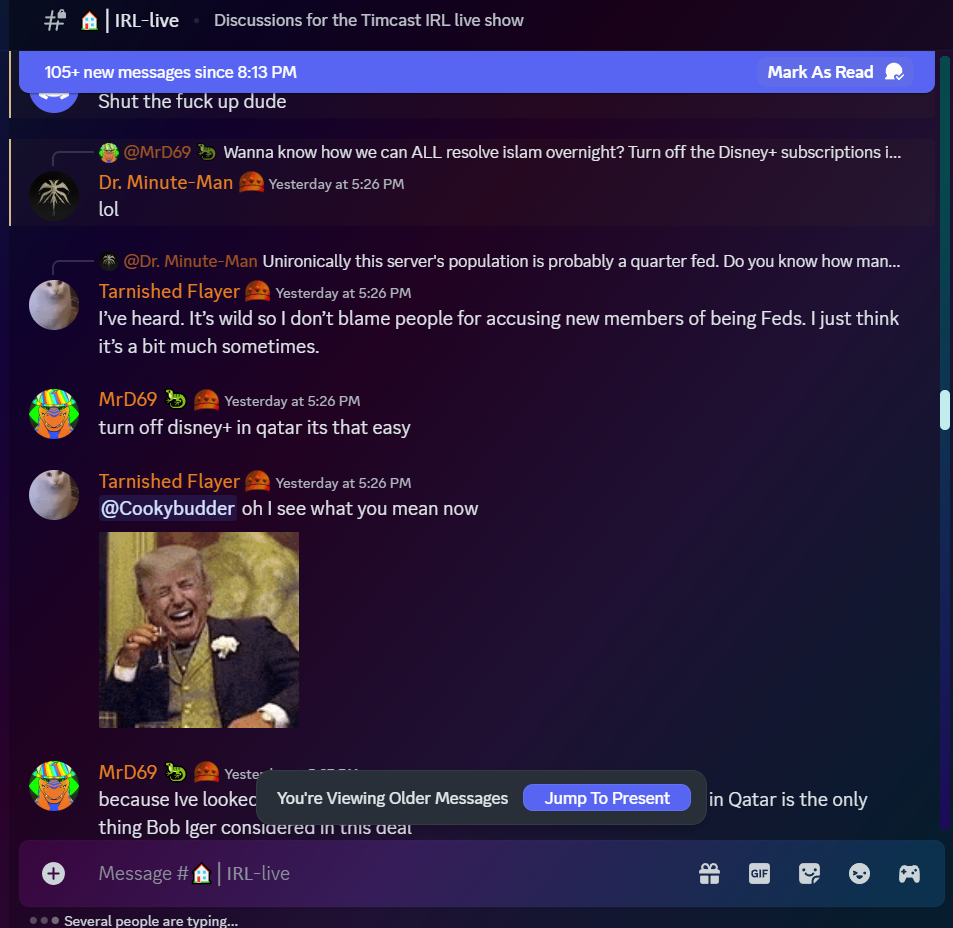 IRL-live • Discussions for the Timcast IRL live show
105+ new messages since 8:13 PM Mark As Read
Shut the fuck up dude
@MrD69 Wanna know how we can ALL resolve islam overnight? Turn off the Disney+ subscriptions i...
Dr. Minute-Man Yesterday at 5:26 PM
lol
@Dr. Minute-Man Unironically this server's population is probably a quarter fed. Do you know how man...
Tarnished Flayer Yesterday at 5:26 PM
I've heard. It's wild so I don't blame people for accusing new members of being Feds. I just think
it's a bit much sometimes.
MrD69 Yesterday at 5:26 PM
turn off disney+ in qatar its that easy
Tarnished Flayer Yesterday at 5:26 PM
@Cookybudder oh I see what you mean now
MrD69
because Ive looked in Qatar is the only
thing Bob Iger considered in this deal
You're Viewing Older Messages Jump To Present
Message # | IRL-live GIF
Several people are typing...